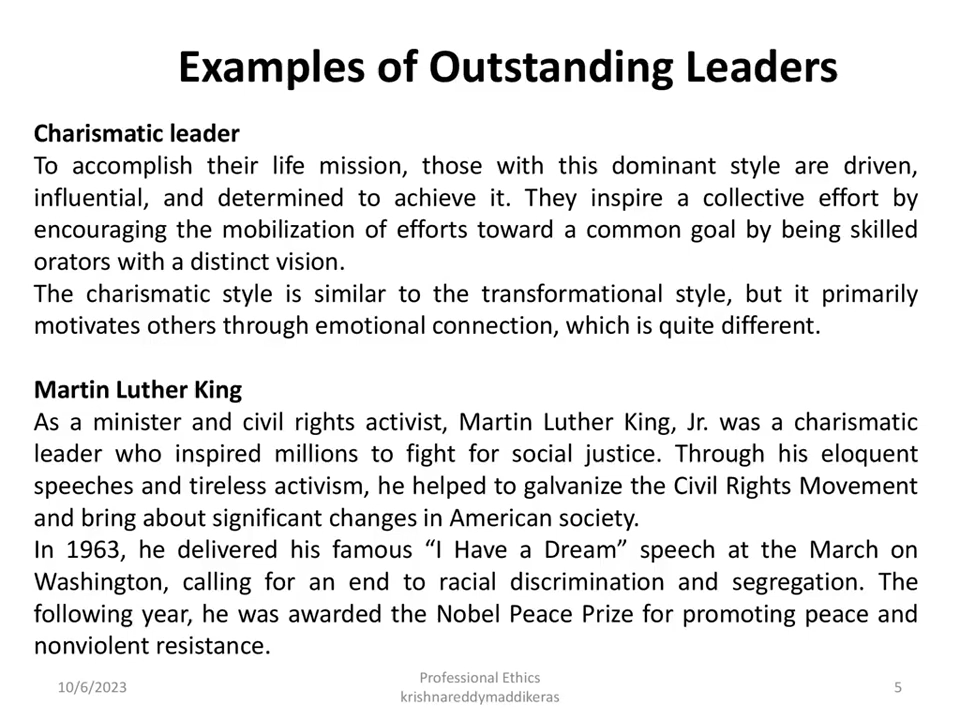 Examples of Outstanding Leaders
Charismatic leader
To accomplish their life mission, those with this dominant style are driven,
influential, and determined to achieve it. They inspire a collective effort by
encouraging the mobilization of efforts toward a common goal by being skilled
orators with a distinct vision.
The charismatic style is similar to the transformational style, but it primarily
motivates others through emotional connection, which is quite different.
Martin Luther King
As a minister and civil rights activist, Martin Luther King, Jr. was a charismatic
leader who inspired millions to fight for social justice. Through his eloquent
speeches and tireless activism, he helped to galvanize the Civil Rights Movement
and bring about significant changes in American society.
In 1963, he delivered his famous “I Have a Dream” speech at the March on
Washington, calling for an end to racial discrimination and segregation. The
following year, he was awarded the Nobel Peace Prize for promoting peace and
nonviolent resistance.
10/6/2023
Professional Ethics
krishnareddymaddikeras
5